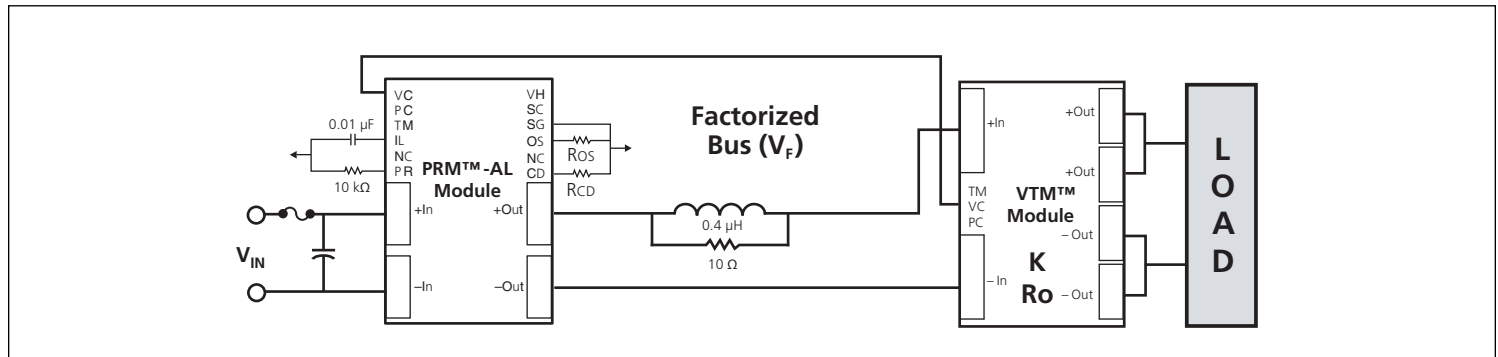 VC
PC
TM
IL
NC
PR
VH
SC
SG
OS
NC
CD
0.01 µF
10 kΩ
PRM™-AL
Module
ROS
RCD
+In
–In
+Out
–Out
VIN
Factorized
Bus (VF)
0.4 µH
10 Ω
+In
– In
TM
VC
PC
VTM™
Module
K
Ro
+Out
+Out
– Out
– Out
L
O
A
D